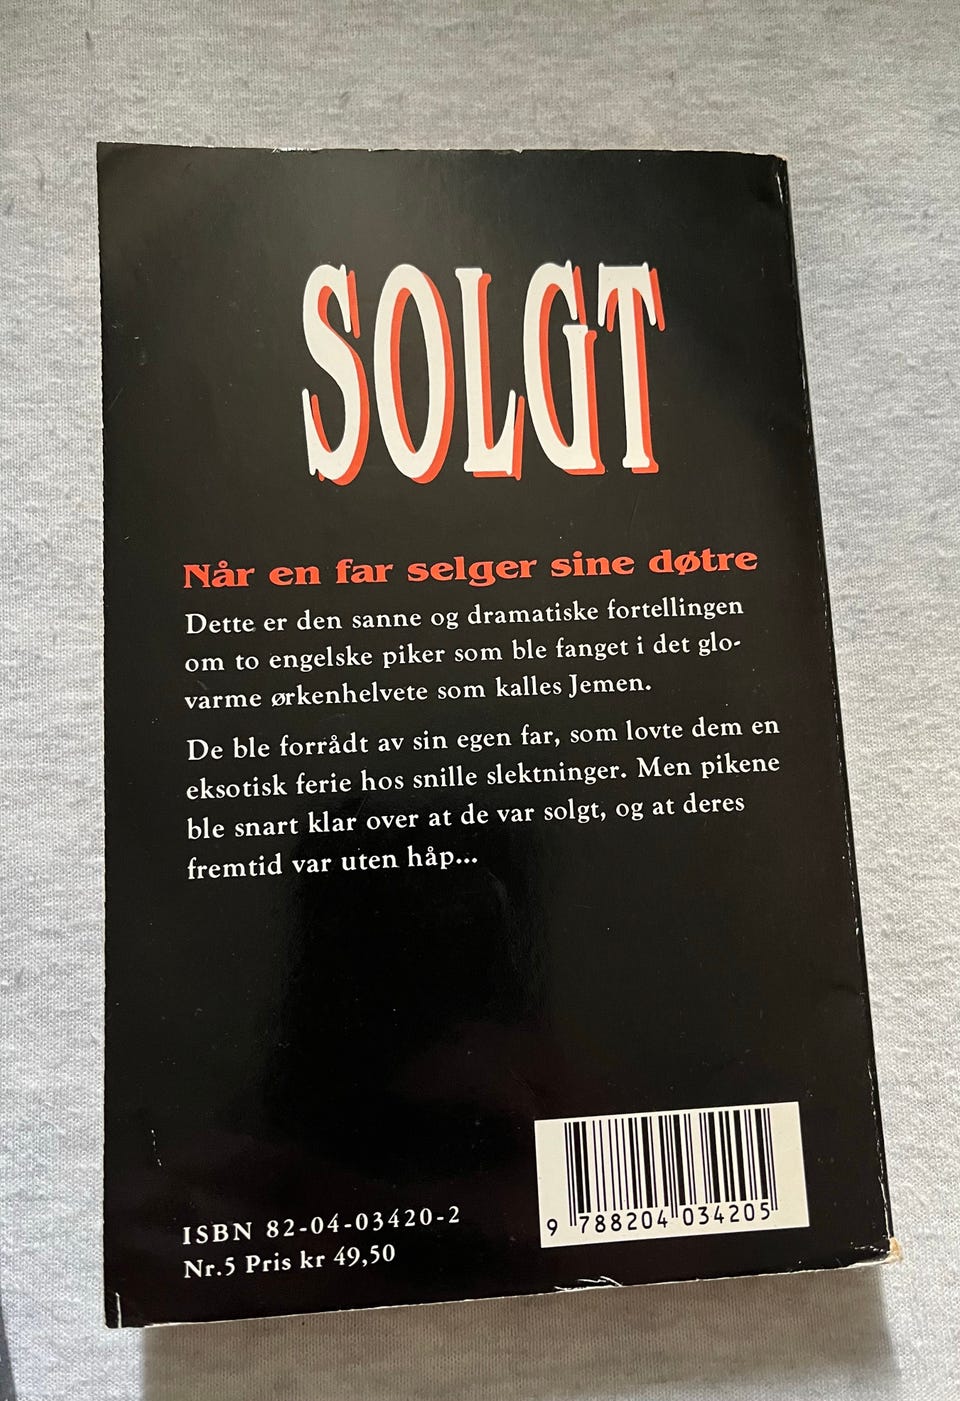 SOLGT
Når en far selger sine døtre
Dette er den sanne og dramatiske fortellingen
om to engelske piker som ble fanget i det glo-
varme ørkenhelvete som kalles Jemen.
De ble forrådt av sin egen far, som lovte dem en
eksotisk ferie hos snille slektninger. Men pikene
ble snart klar over at de var solgt, og at deres
fremtid var uten håp...
ISBN 82-04-03420-2
Nr.5 Pris kr 49,50
9 788204 034205